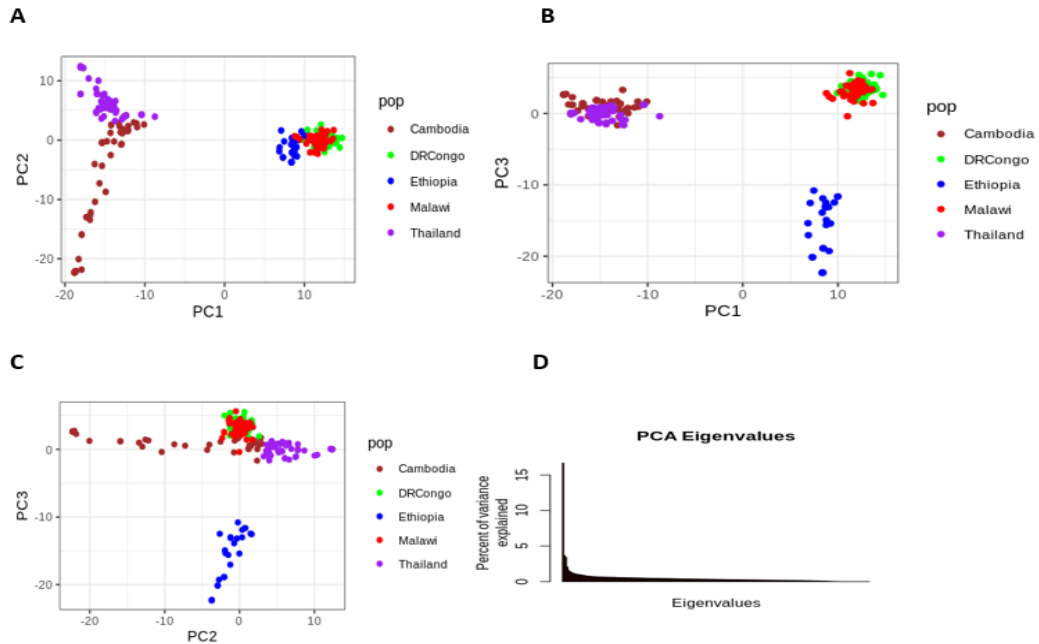 A
10
0
-10
-20
PC2
-20
-10
0
10
PC1
pop
Cambodia
DRCongo
Ethiopia
Malawi
Thailand
B
0
-10
-20
PC3
-20
-10
0
10
PC1
pop
Cambodia
DRCongo
Ethiopia
Malawi
Thailand
C
0
-10
-20
PC3
-20
-10
0
10
PC2
pop
Cambodia
DRCongo
Ethiopia
Malawi
Thailand
D
PCA Eigenvalues
Percent of variance
explained
15
10
5
0
Eigenvalues